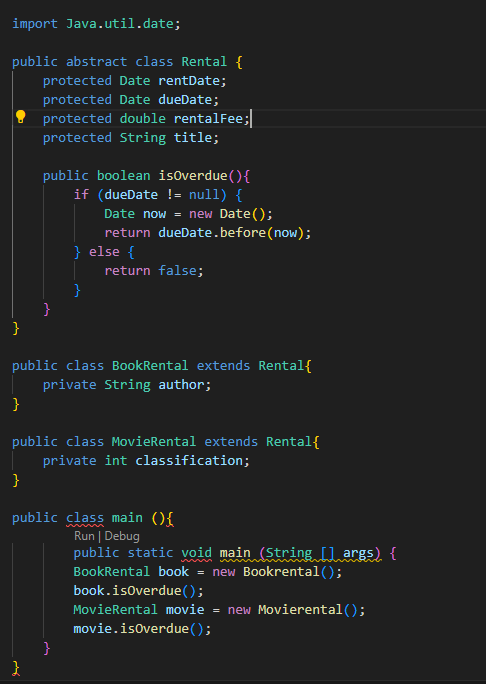 import Java.util.date;
public abstract class Rental {
protected Date rentDate;
protected Date dueDate;
protected double rentalFee;
protected String title;
public boolean isOverdue(){
if (dueDate != null) {
Date now = new Date();
return dueDate.before(now);
} else {
return false;
}
}
}
public class BookRental extends Rental{
private String author;
}
public class MovieRental extends Rental{
private int classification;
}
public class main (){
Run | Debug
public static void main (String [] args) {
BookRental book = new Bookrental();
book.isOverdue();
MovieRental movie = new Movierental();
movie.isOverdue();
}
}